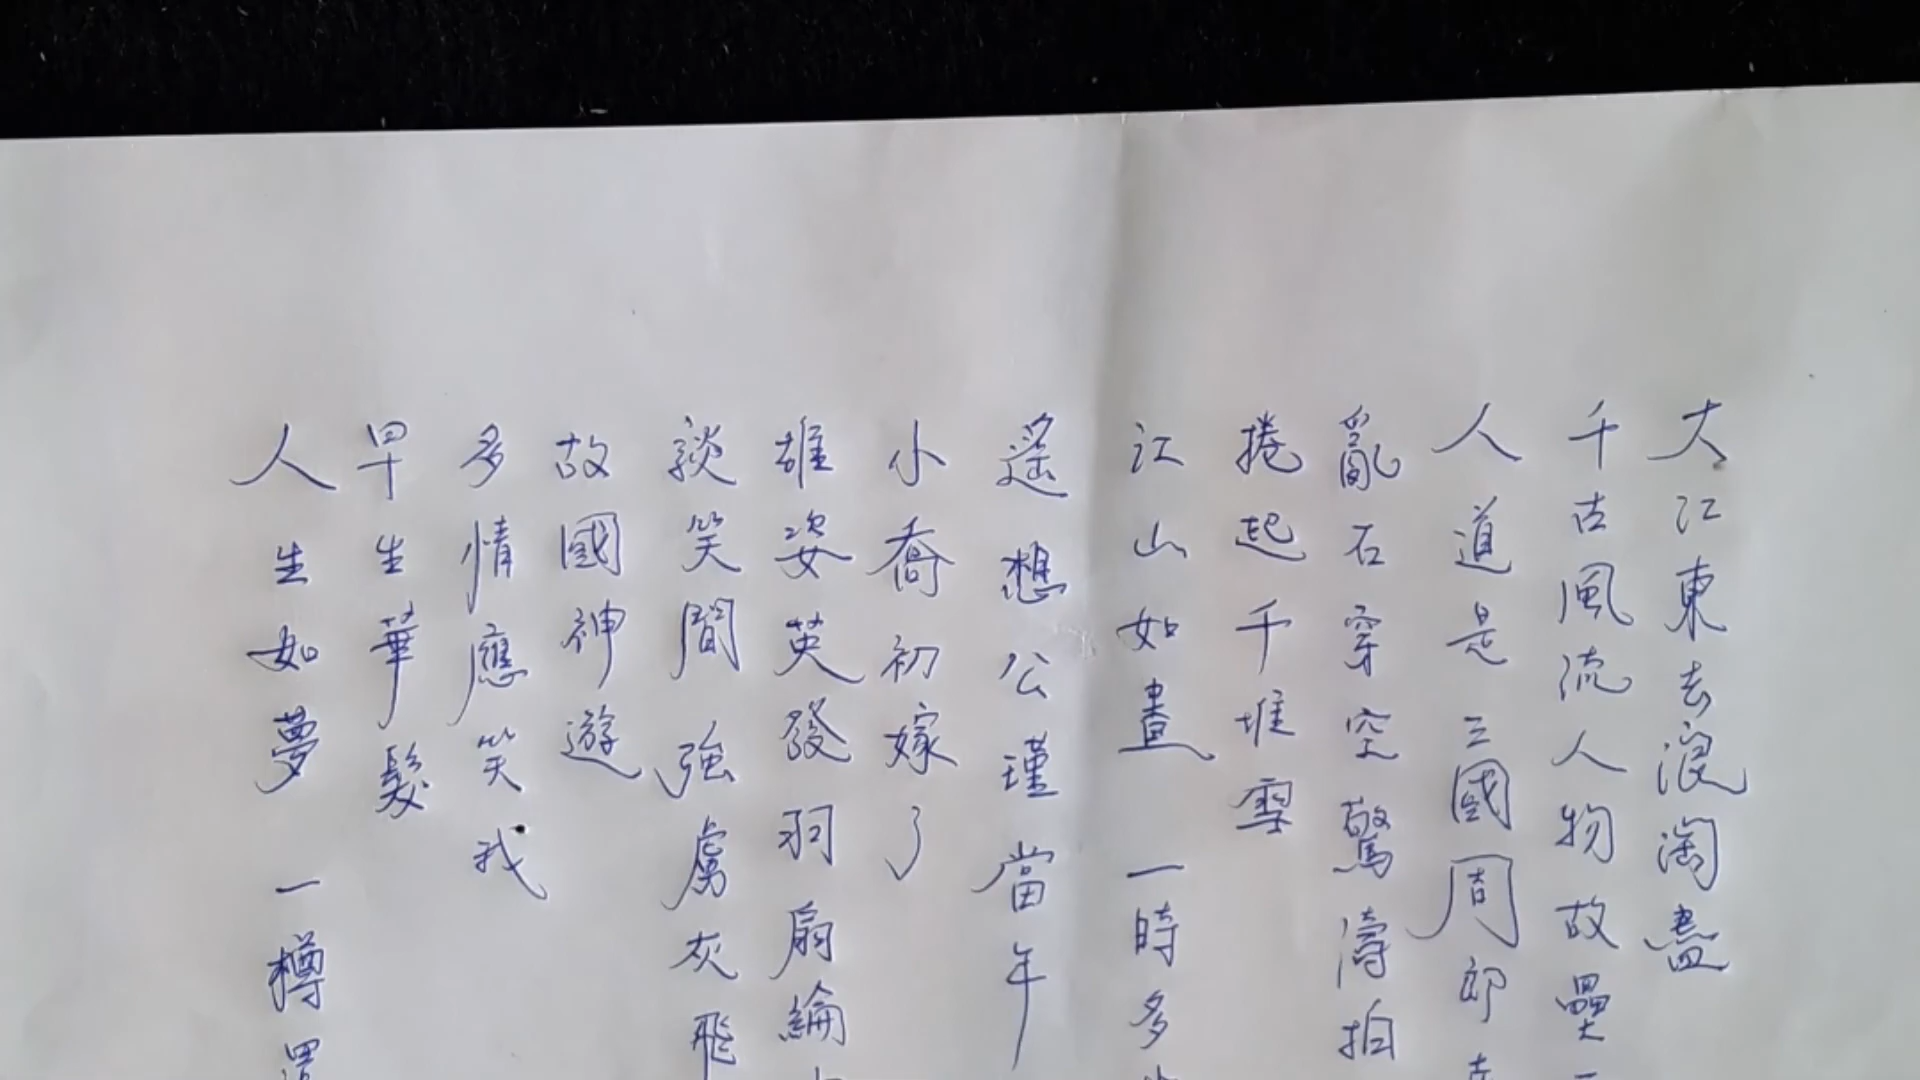 大江東去浪淘盡
千古風流人物故壘
人道是三國周郎
亂石穿空驚濤拍
捲起千堆雪
江山如畫 一時多
遙想公瑾當年
小喬初嫁了
雄姿英發羽扇綸
談笑間 強虜灰飛
故國神遊
多情應笑我
早生華髮
人生如夢 一樽還